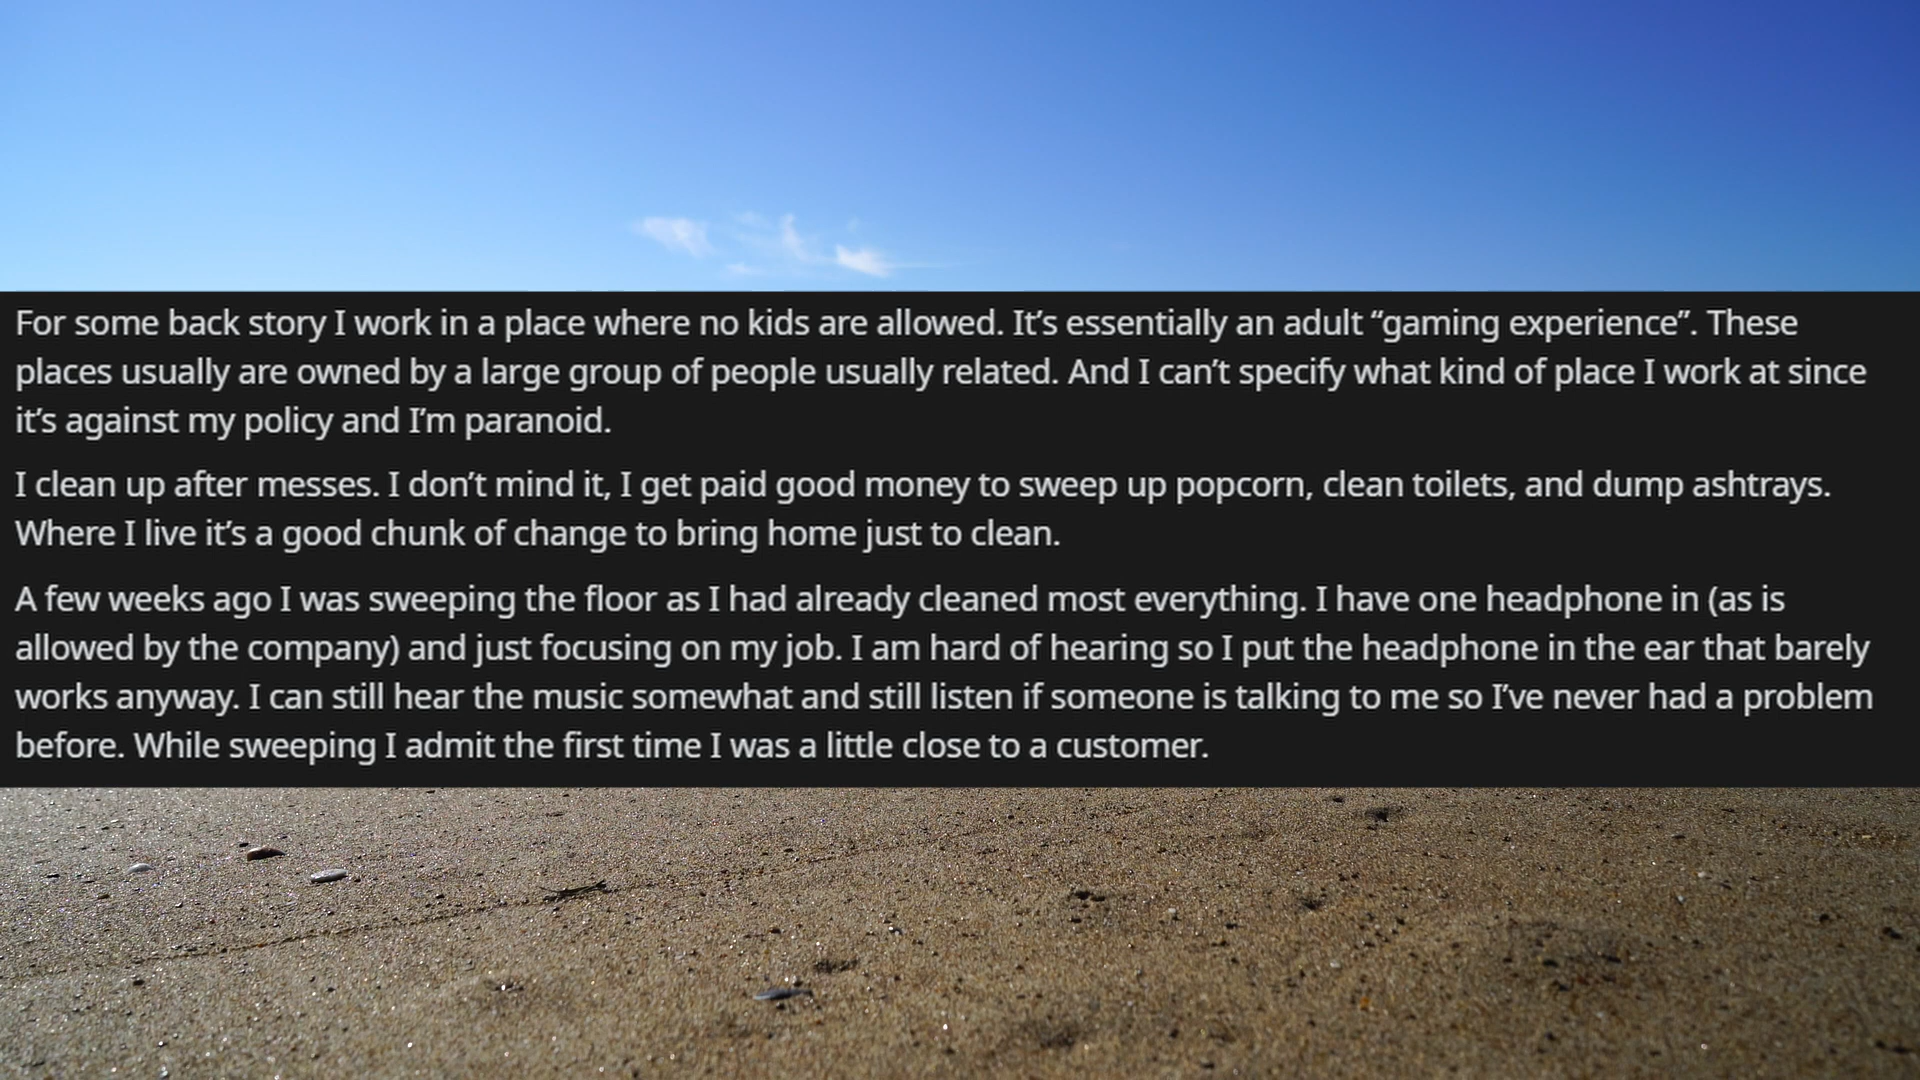 For some back story I work in a place where no kids are allowed. It’s essentially an adult “gaming experience”. These
places usually are owned by a large group of people usually related. And I can’t specify what kind of place I work at since
it’s against my policy and I’m paranoid.
I clean up after messes. I don’t mind it, I get paid good money to sweep up popcorn, clean toilets, and dump ashtrays.
Where I live it’s a good chunk of change to bring home just to clean.
A few weeks ago I was sweeping the floor as I had already cleaned most everything. I have one headphone in (as is
allowed by the company) and just focusing on my job. I am hard of hearing so I put the headphone in the ear that barely
works anyway. I can still hear the music somewhat and still listen if someone is talking to me so I’ve never had a problem
before. While sweeping I admit the first time I was a little close to a customer.